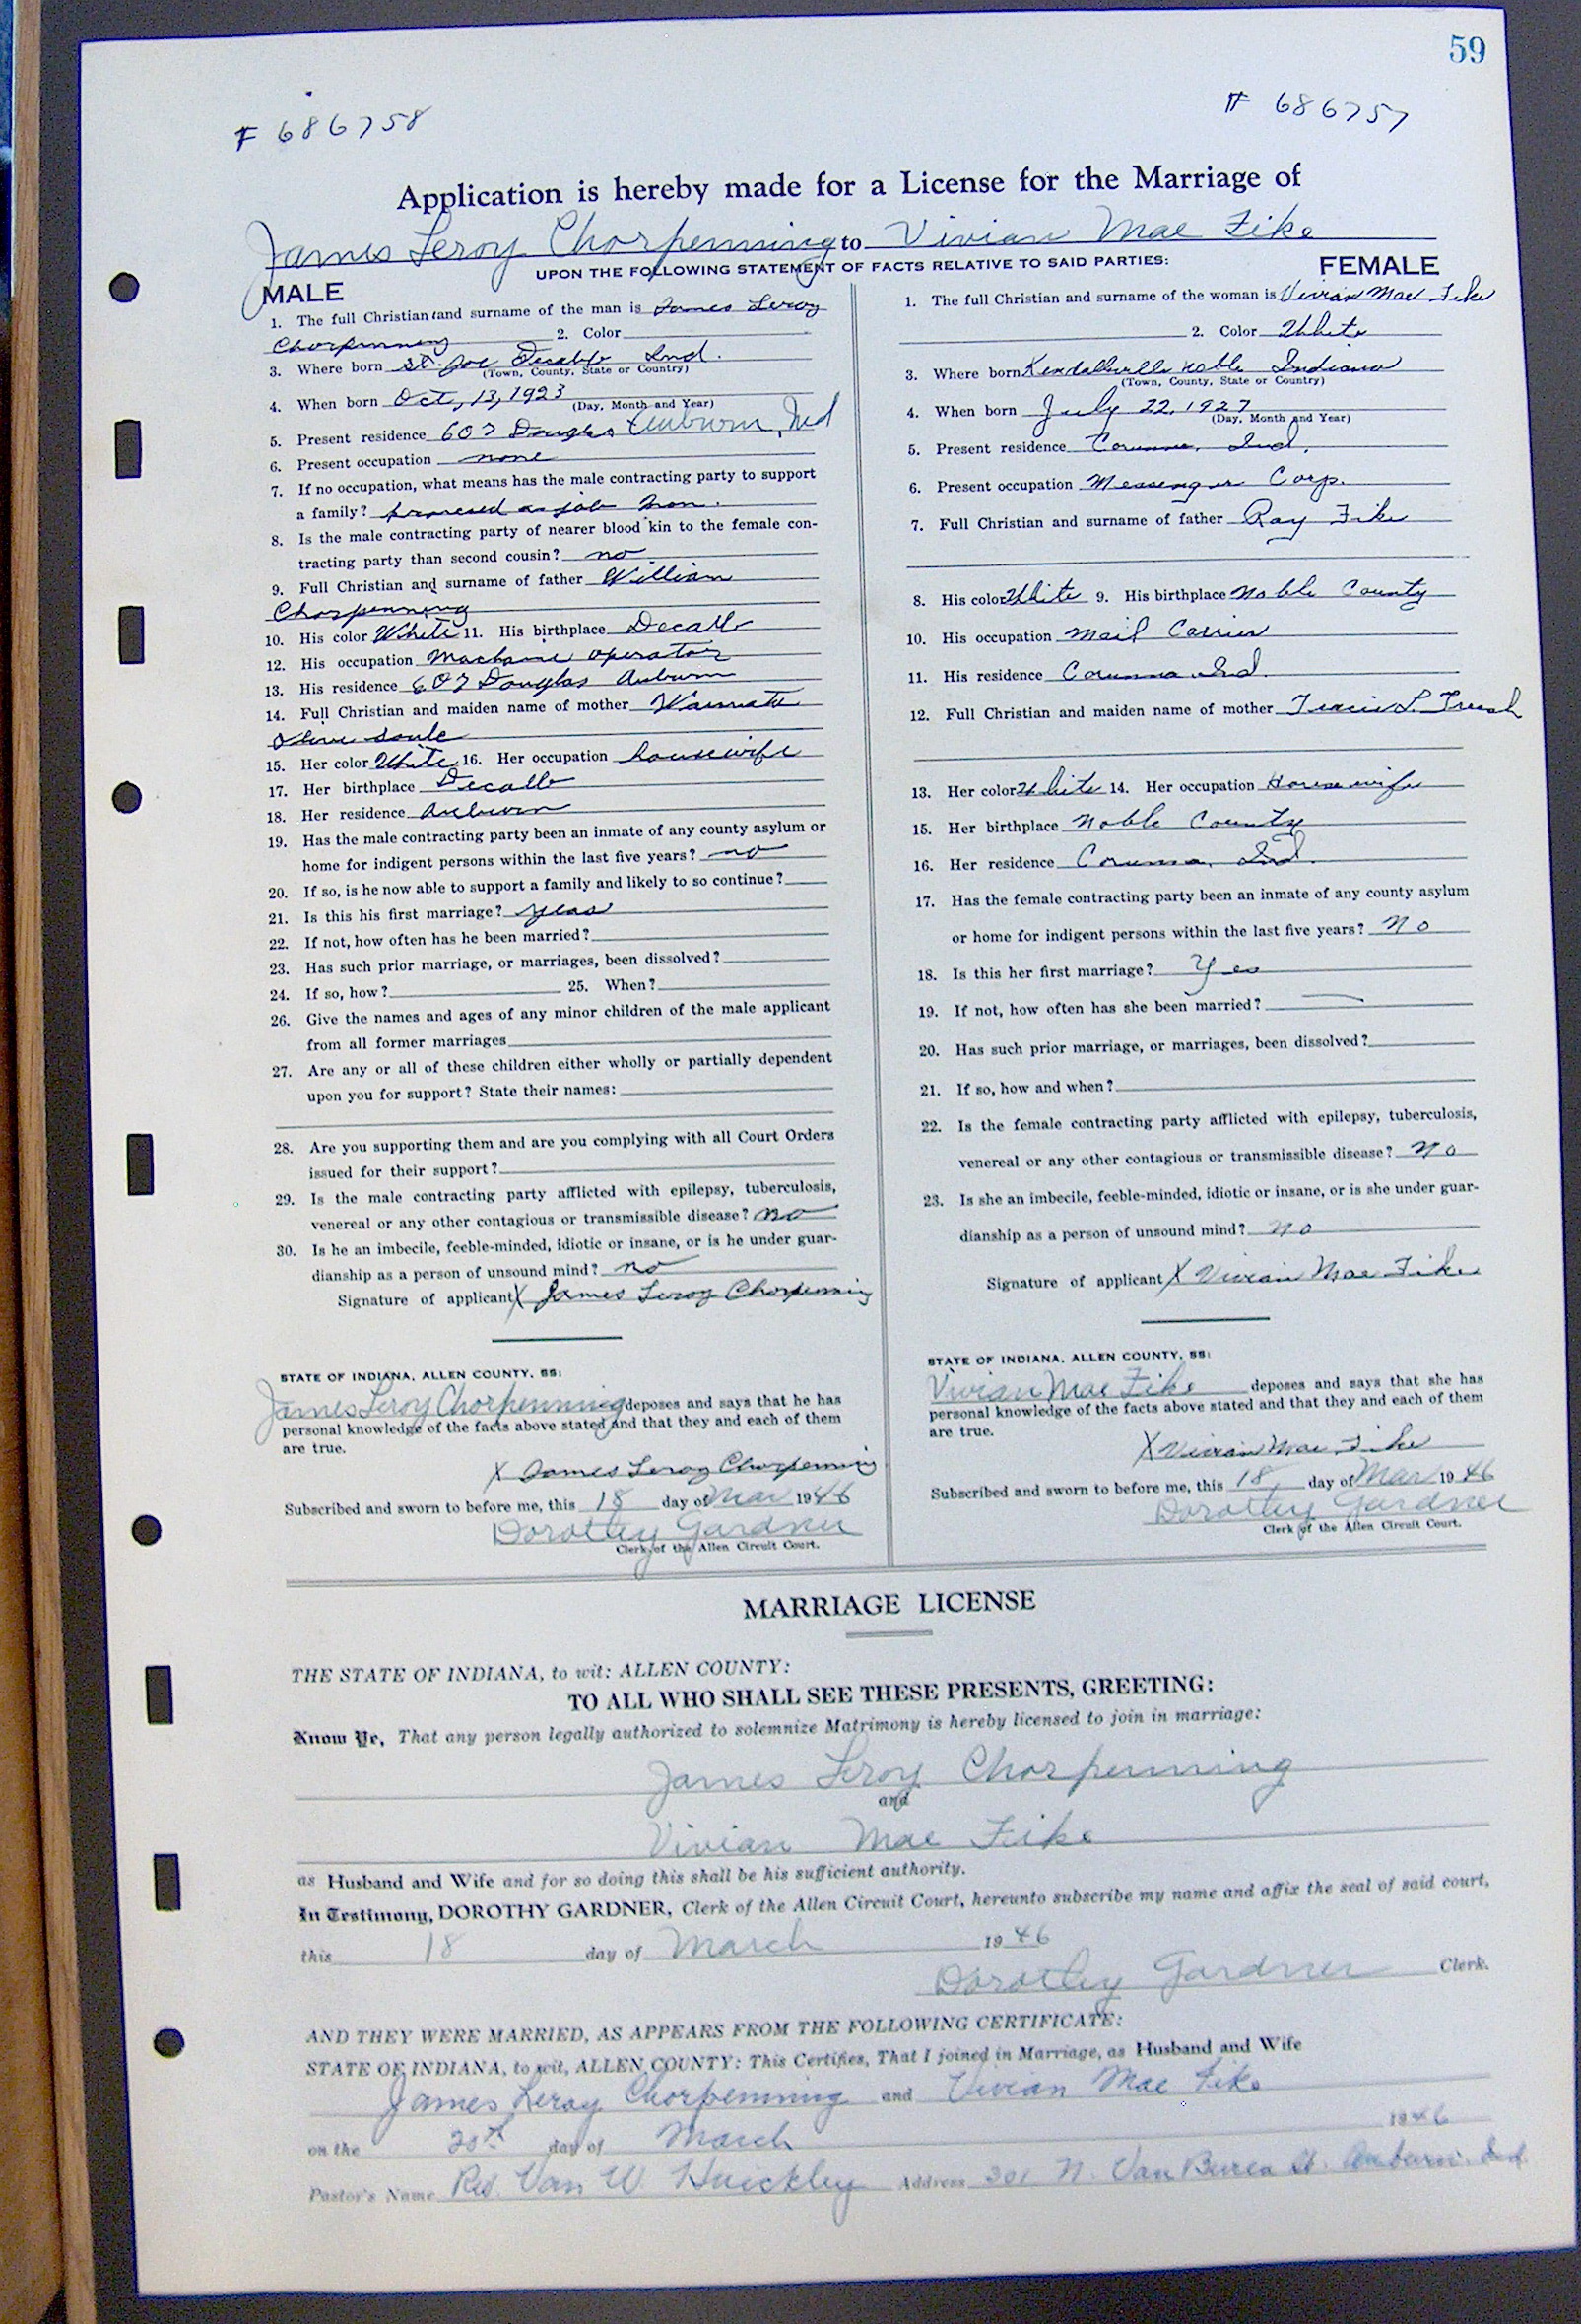 59
F 686758
F 686757
Application is hereby made for a License for the Marriage of
James Leroy Chorpenning to Vivian Mae Fike
UPON THE FOLLOWING STATEMENT OF FACTS RELATIVE TO SAID PARTIES:
MALE
1. The full Christian and surname of the man is James Leroy
Chorpenning 2. Color
3. Where born St. Joe Decalb Ind.
(Town, County, State or Country)
4. When born Oct, 13, 1923
(Day, Month and Year)
5. Present residence 607 Douglas Auburn, Ind
6. Present occupation none
7. If no occupation, what means has the male contracting party to support
a family? promised a job
8. Is the male contracting party of nearer blood kin to the female con-
tracting party than second cousin? no
9. Full Christian and surname of father William
Chorpenning
10. His color White 11. His birthplace Decalb
12. His occupation Machine operator
13. His residence 607 Douglas Auburn
14. Full Christian and maiden name of mother
Olive Soule
15. Her color White 16. Her occupation housewife
17. Her birthplace Decalb
18. Her residence Auburn
19. Has the male contracting party been an inmate of any county asylum or
home for indigent persons within the last five years? no
20. If so, is he now able to support a family and likely to so continue?
21. Is this his first marriage? yeas
22. If not, how often has he been married?
23. Has such prior marriage, or marriages, been dissolved?
24. If so, how? 25. When?
26. Give the names and ages of any minor children of the male applicant
from all former marriages
27. Are any or all of these children either wholly or partially dependent
upon you for support? State their names:
28. Are you supporting them and are you complying with all Court Orders
issued for their support?
29. Is the male contracting party afflicted with epilepsy, tuberculosis,
venereal or any other contagious or transmissible disease? no
30. Is he an imbecile, feeble-minded, idiotic or insane, or is he under guar-
dianship as a person of unsound mind? no
Signature of applicant X James Leroy Chorpenning
STATE OF INDIANA, ALLEN COUNTY, SS:
James Leroy Chorpenning deposes and says that he has
personal knowledge of the facts above stated and that they and each of them
are true.
X James Leroy Chorpenning
Subscribed and sworn to before me, this 18 day of Mar 1946
Dorothy Gardner
Clerk of the Allen Circuit Court.
FEMALE
1. The full Christian and surname of the woman is Vivian Mae Fike
2. Color White
3. Where born Kendallville Noble Indiana
(Town, County, State or Country)
4. When born July 22, 1927
(Day, Month and Year)
5. Present residence Corunna, Ind.
6. Present occupation Messenger Corp.
7. Full Christian and surname of father Ray Fike
8. His color White 9. His birthplace Noble County
10. His occupation Mail Carrier
11. His residence Corunna Ind.
12. Full Christian and maiden name of mother
13. Her color White 14. Her occupation Housewife
15. Her birthplace Noble County
16. Her residence Corunna, Ind.
17. Has the female contracting party been an inmate of any county asylum
or home for indigent persons within the last five years? No
18. Is this her first marriage? Yes
19. If not, how often has she been married? —
20. Has such prior marriage, or marriages, been dissolved?
21. If so, how and when?
22. Is the female contracting party afflicted with epilepsy, tuberculosis,
venereal or any other contagious or transmissible disease? No
23. Is she an imbecile, feeble-minded, idiotic or insane, or is she under guar-
dianship as a person of unsound mind? No
Signature of applicant X Vivian Mae Fike
STATE OF INDIANA, ALLEN COUNTY, SS:
Vivian Mae Fike deposes and says that she has
personal knowledge of the facts above stated and that they and each of them
are true.
X Vivian Mae Fike
Subscribed and sworn to before me, this 18 day of Mar 1946
Dorothy Gardner
Clerk of the Allen Circuit Court.
MARRIAGE LICENSE
THE STATE OF INDIANA, to wit: ALLEN COUNTY:
TO ALL WHO SHALL SEE THESE PRESENTS, GREETING:
Know Ye, That any person legally authorized to solemnize Matrimony is hereby licensed to join in marriage:
James Leroy Chorpenning
and
Vivian Mae Fike
as Husband and Wife and for so doing this shall be his sufficient authority.
In Testimony, DOROTHY GARDNER, Clerk of the Allen Circuit Court, hereunto subscribe my name and affix the seal of said court,
this 18 day of March 1946
Dorothy Gardner Clerk.
AND THEY WERE MARRIED, AS APPEARS FROM THE FOLLOWING CERTIFICATE:
STATE OF INDIANA, to wit, ALLEN COUNTY: This Certifies, That I joined in Marriage, as Husband and Wife
James Leroy Chorpenning and Vivian Mae Fike
on the day of March 1946
Pastor's Name Rev. Van W. Address 301 N. Van Buren St. Auburn, Ind.